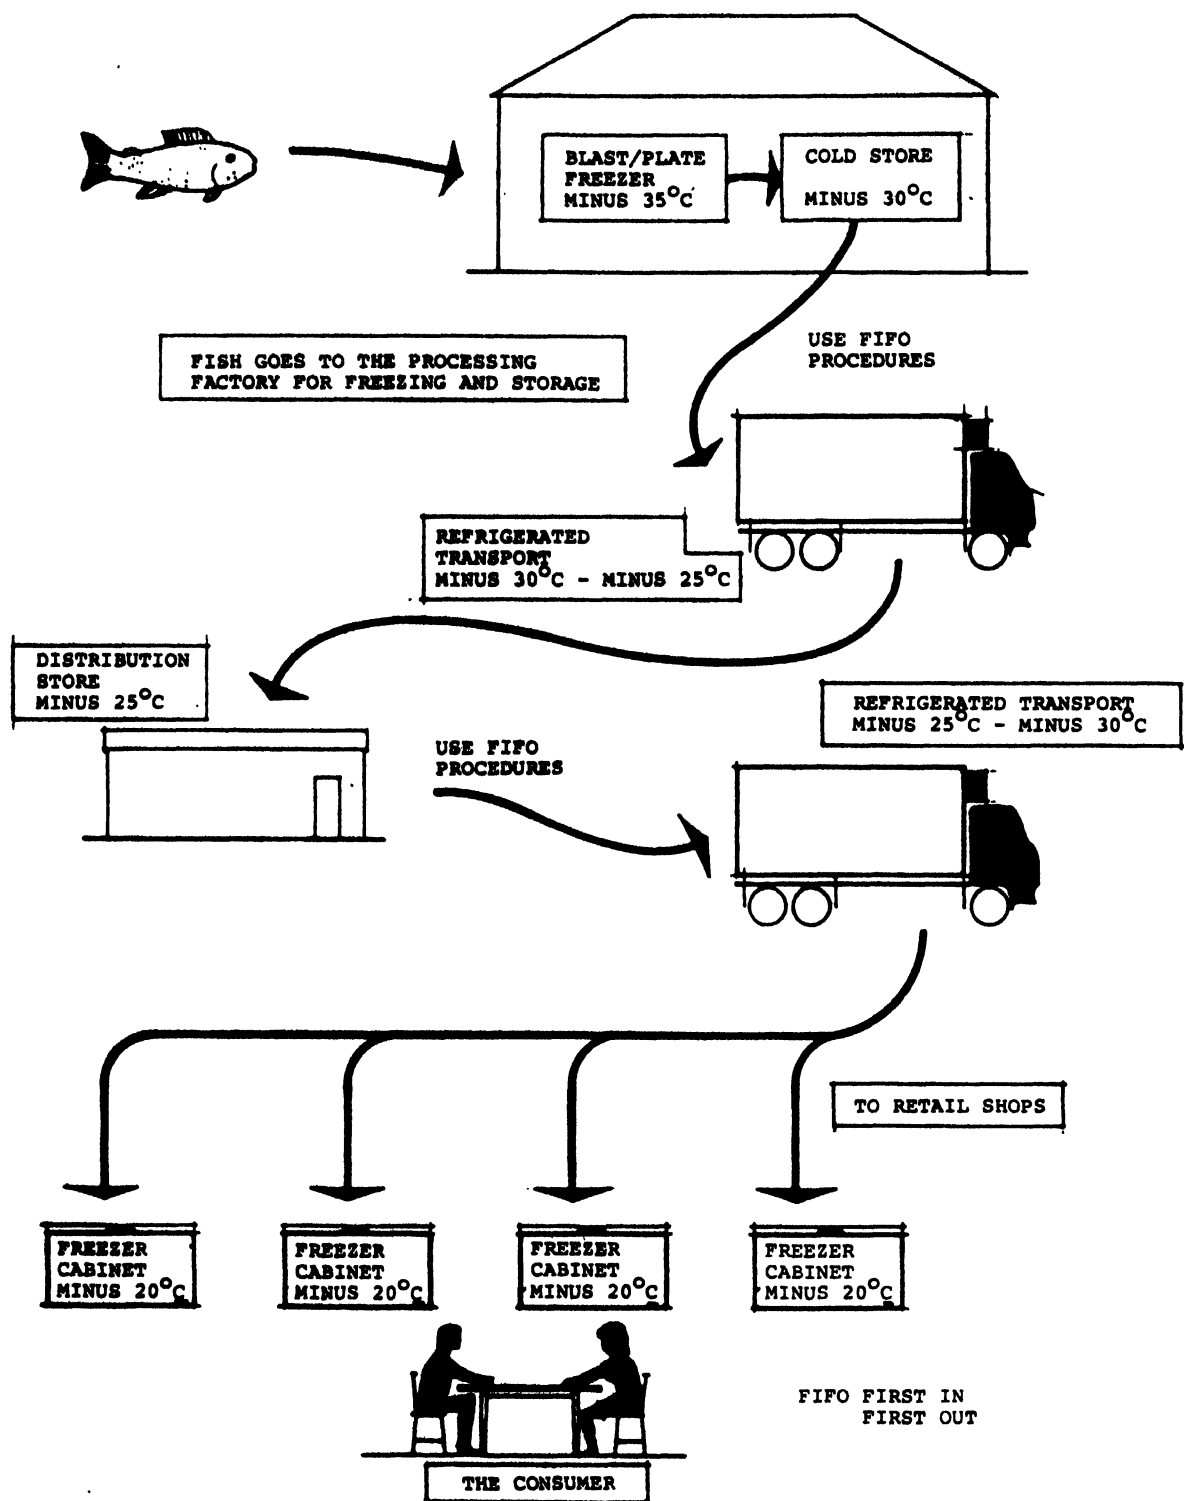 BLAST/PLATE
FREEZER
MINUS 35°C
COLD STORE
MINUS 30°C
FISH GOES TO THE PROCESSING
FACTORY FOR FREEZING AND STORAGE
USE FIFO
PROCEDURES
REFRIGERATED
TRANSPORT
MINUS 30°C - MINUS 25°C
DISTRIBUTION
STORE
MINUS 25°C
REFRIGERATED TRANSPORT
MINUS 25°C - MINUS 30°C
USE FIFO
PROCEDURES
TO RETAIL SHOPS
FREEZER
CABINET
MINUS 20°C
FREEZER
CABINET
MINUS 20°C
FREEZER
CABINET
MINUS 20°C
FREEZER
CABINET
MINUS 20°C
FIFO FIRST IN
FIRST OUT
THE CONSUMER